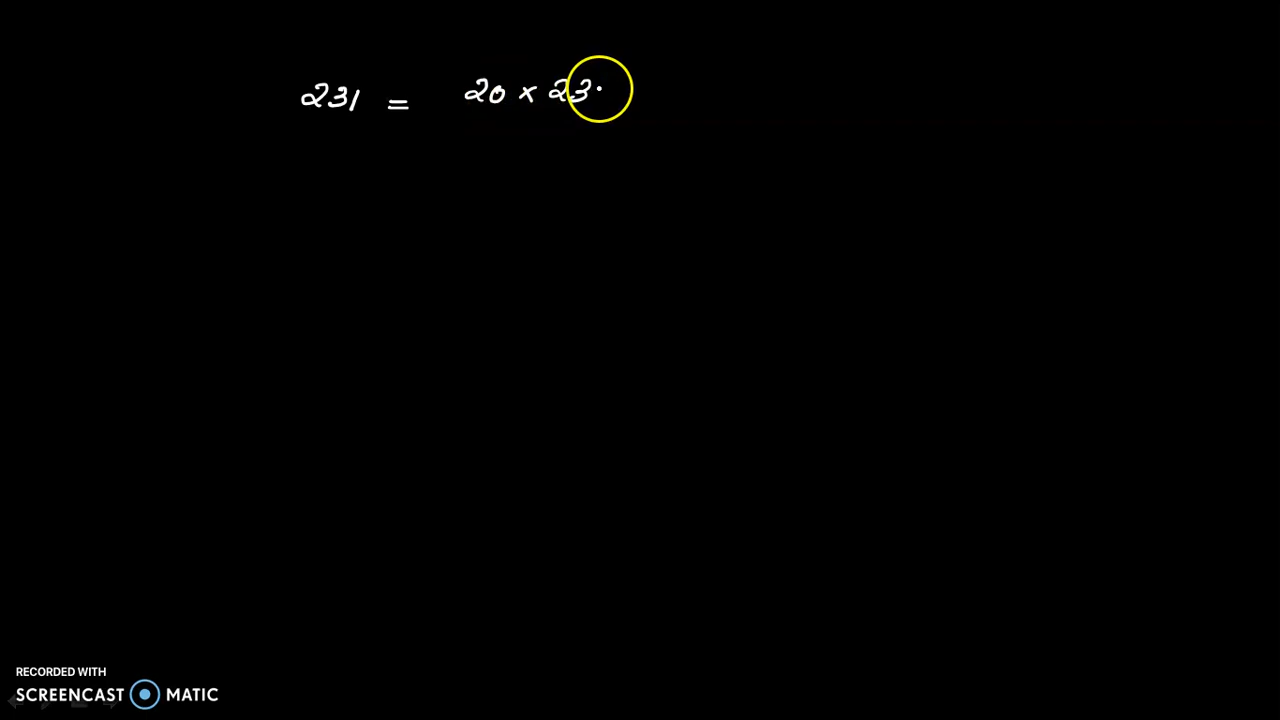 231 = 20 × 23
RECORDED WITH
SCREENCAST MATIC